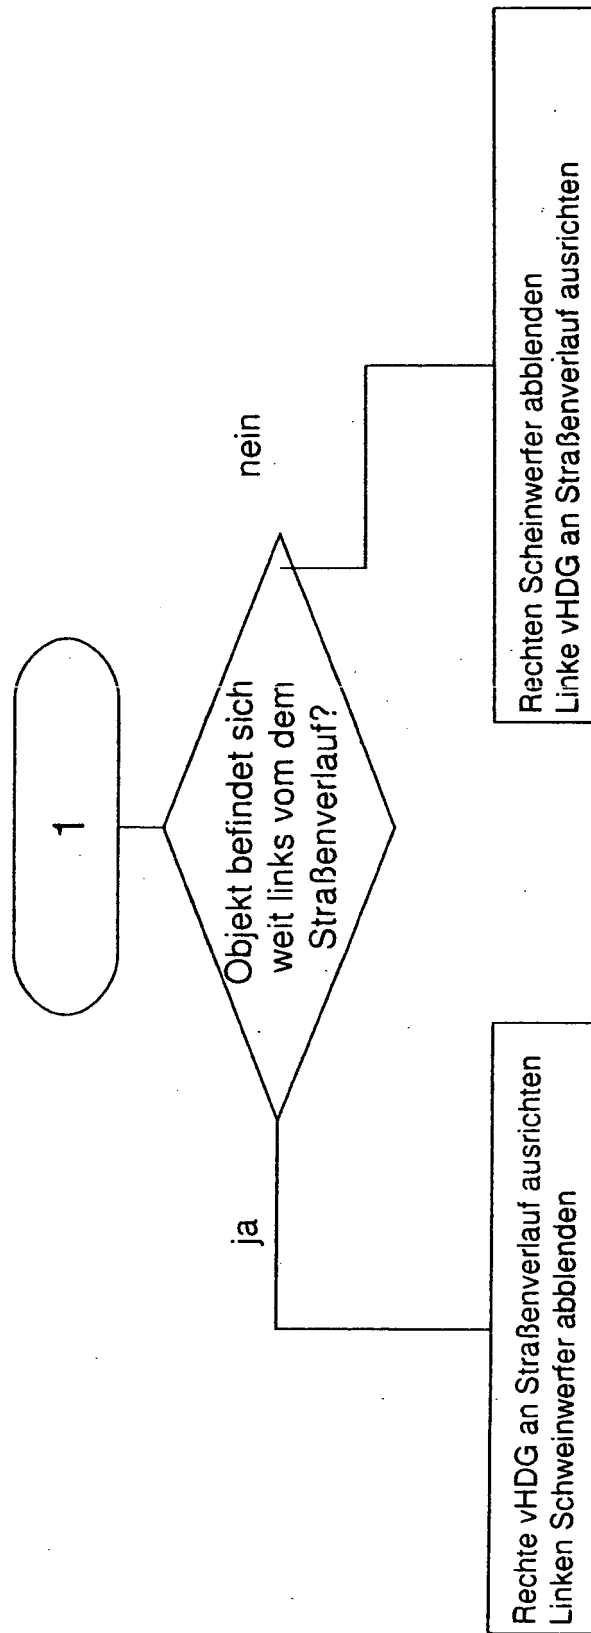 1
Objekt befindet sich
weit links vom dem
Straßenverlauf?
ja
nein
Rechte vHDG an Straßenverlauf ausrichten
Linken Schweinwerfer abblenden
Rechten Scheinwerfer abblenden
Linke vHDG an Straßenverlauf ausrichten